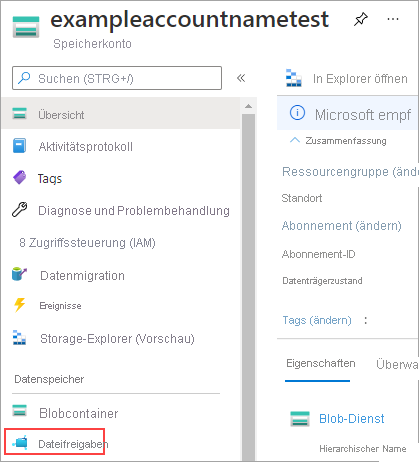 exampleaccountnametest
Speicherkonto
Suchen (STRG+/)
Übersicht
Aktivitätsprotokoll
Tags
Diagnose und Problembehandlung
8 Zugriffssteuerung (IAM)
Datenmigration
Ereignisse
Storage-Explorer (Vorschau)
Datenspeicher
Blobcontainer
Dateifreigaben
In Explorer öffnen
Microsoft empf
Zusammenfassung
Ressourcengruppe (ände
Standort
Abonnement (ändern)
Abonnement-ID
Datenträgerzustand
Tags (ändern) :
Eigenschaften Überwa
Blob-Dienst
Hierarchischer Name